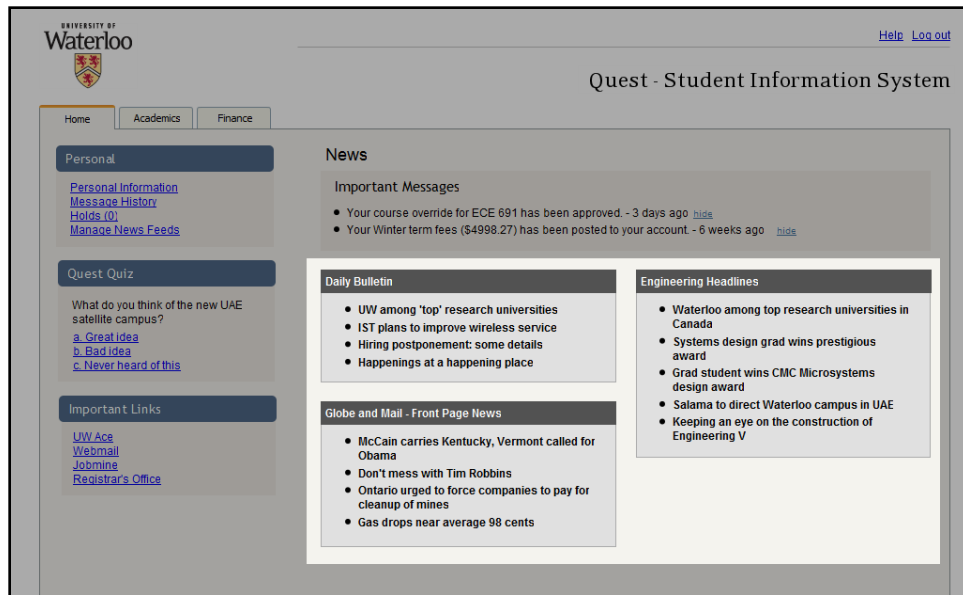 UNIVERSITY OF
Waterloo
Help Log out
Quest - Student Information System
Home Academics Finance
Personal
Personal Information
Message History
Holds (0)
Manage News Feeds
Quest Quiz
What do you think of the new UAE
satellite campus?
a. Great idea
b. Bad idea
c. Never heard of this
Important Links
UW Ace
Webmail
Jobmine
Registrar's Office
News
Important Messages
Your course override for ECE 691 has been approved. - 3 days ago hide
Your Winter term fees ($4998.27) has been posted to your account. - 6 weeks ago hide
Daily Bulletin
UW among 'top' research universities
IST plans to improve wireless service
Hiring postponement: some details
Happenings at a happening place
Globe and Mail - Front Page News
McCain carries Kentucky, Vermont called for
Obama
Don't mess with Tim Robbins
Ontario urged to force companies to pay for
cleanup of mines
Gas drops near average 98 cents
Engineering Headlines
Waterloo among top research universities in
Canada
Systems design grad wins prestigious
award
Grad student wins CMC Microsystems
design award
Salama to direct Waterloo campus in UAE
Keeping an eye on the construction of
Engineering V